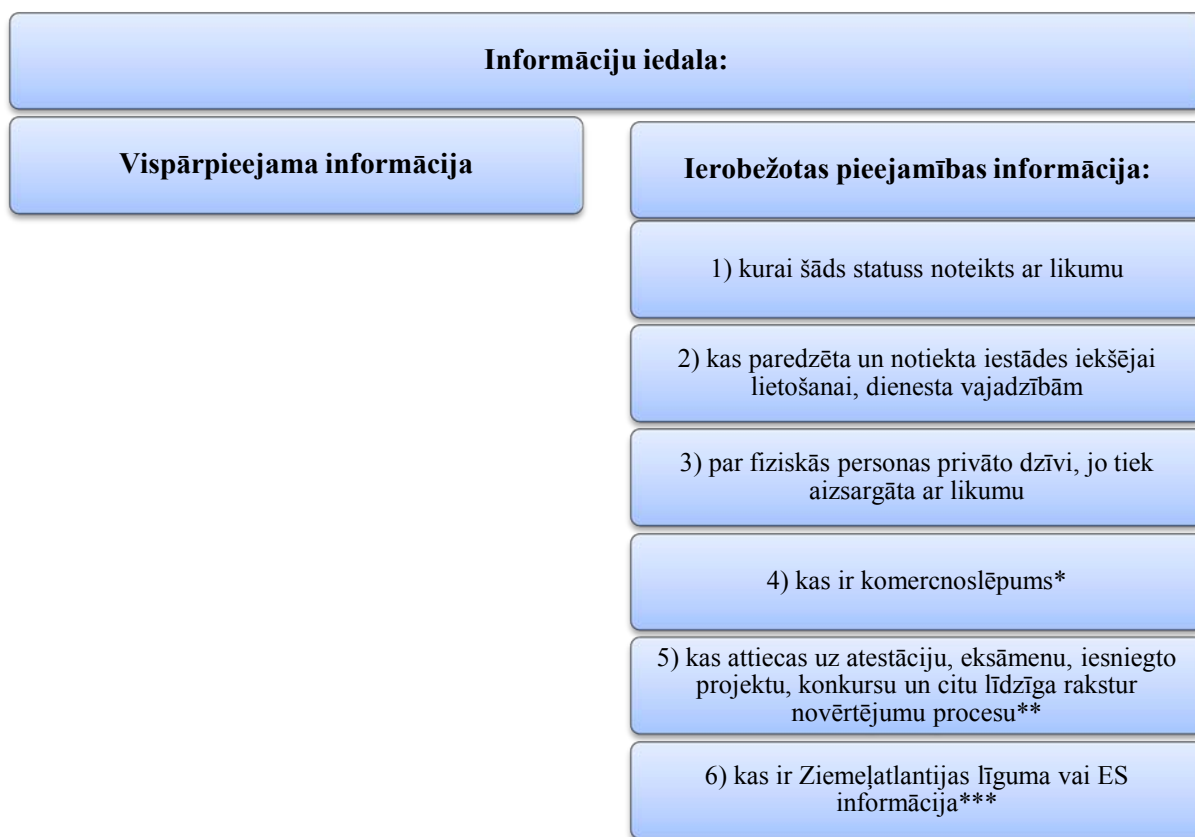 Informāciju iedala:
Vispārpieejama informācija
Ierobežotas pieejamības informācija:
1) kurai šāds statuss noteikts ar likumu
2) kas paredzēta un notiekta iestādes iekšējai
lietošanai, dienesta vajadzībām
3) par fiziskās personas privāto dzīvi, jo tiek
aizsargāta ar likumu
4) kas ir komercnoslēpums*
5) kas attiecas uz atestāciju, eksāmenu, iesniegto
projektu, konkursu un citu līdzīga rakstur
novērtējumu procesu**
6) kas ir Ziemeļatlantijas līguma vai ES
informācija***